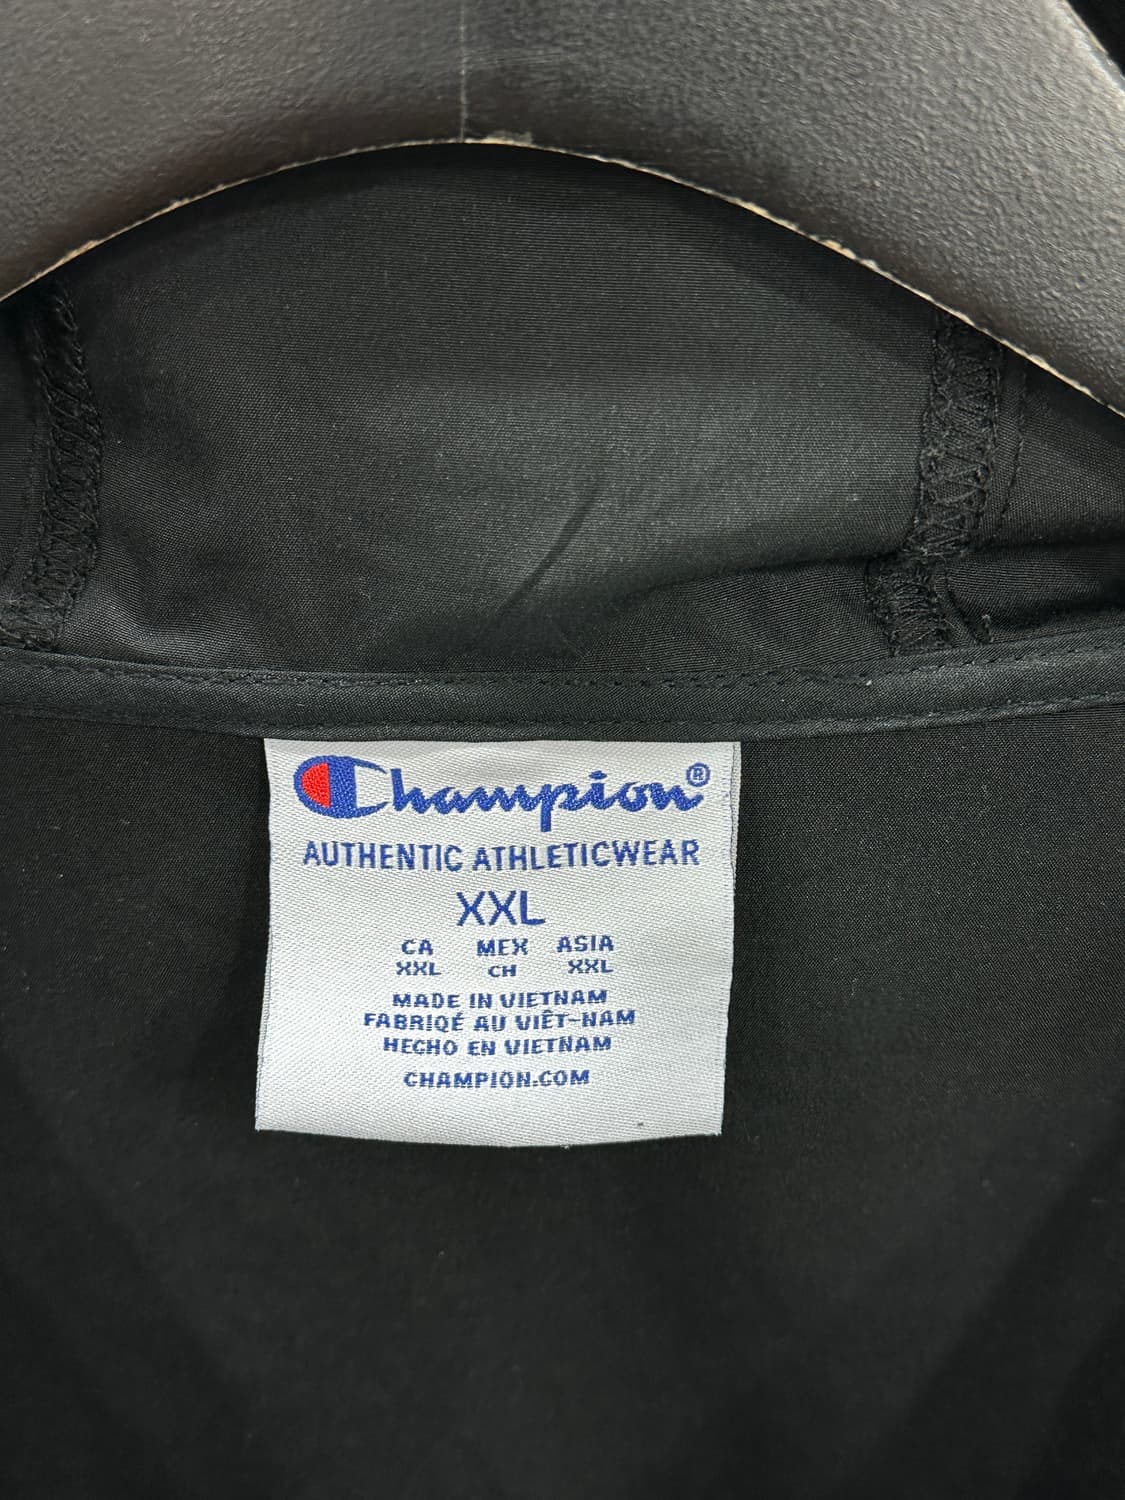 Champion®
AUTHENTIC ATHLETICWEAR
XXL
CA MEX ASIA
XXL CH XXL
MADE IN VIETNAM
FABRIQÉ AU VIÊT-NAM
HECHO EN VIETNAM
CHAMPION.COM